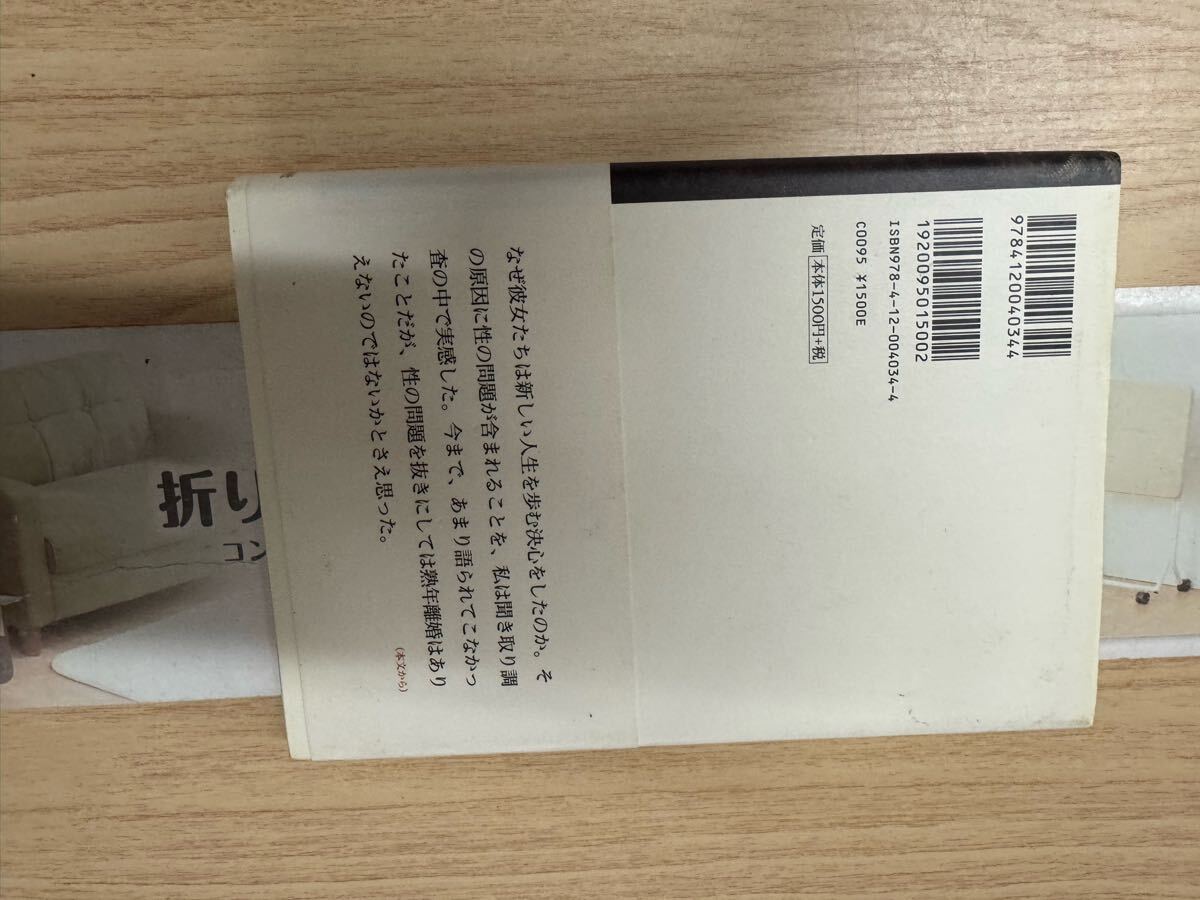 9784120040344
1920095015002
ISBN978-4-12-004034-4
C0095 ¥1500E
定価 本体1500円+税
なぜ彼女たちは新しい人生を歩む決心をしたのか。そ
の原因に性の問題が含まれることを、私は聞き取り調
査の中で実感した。今まで、あまり語られてこなかっ
たことだが、性の問題を抜きにしては熟年離婚はあり
えないのではないかとさえ思った。
(本文から)
折り
コン